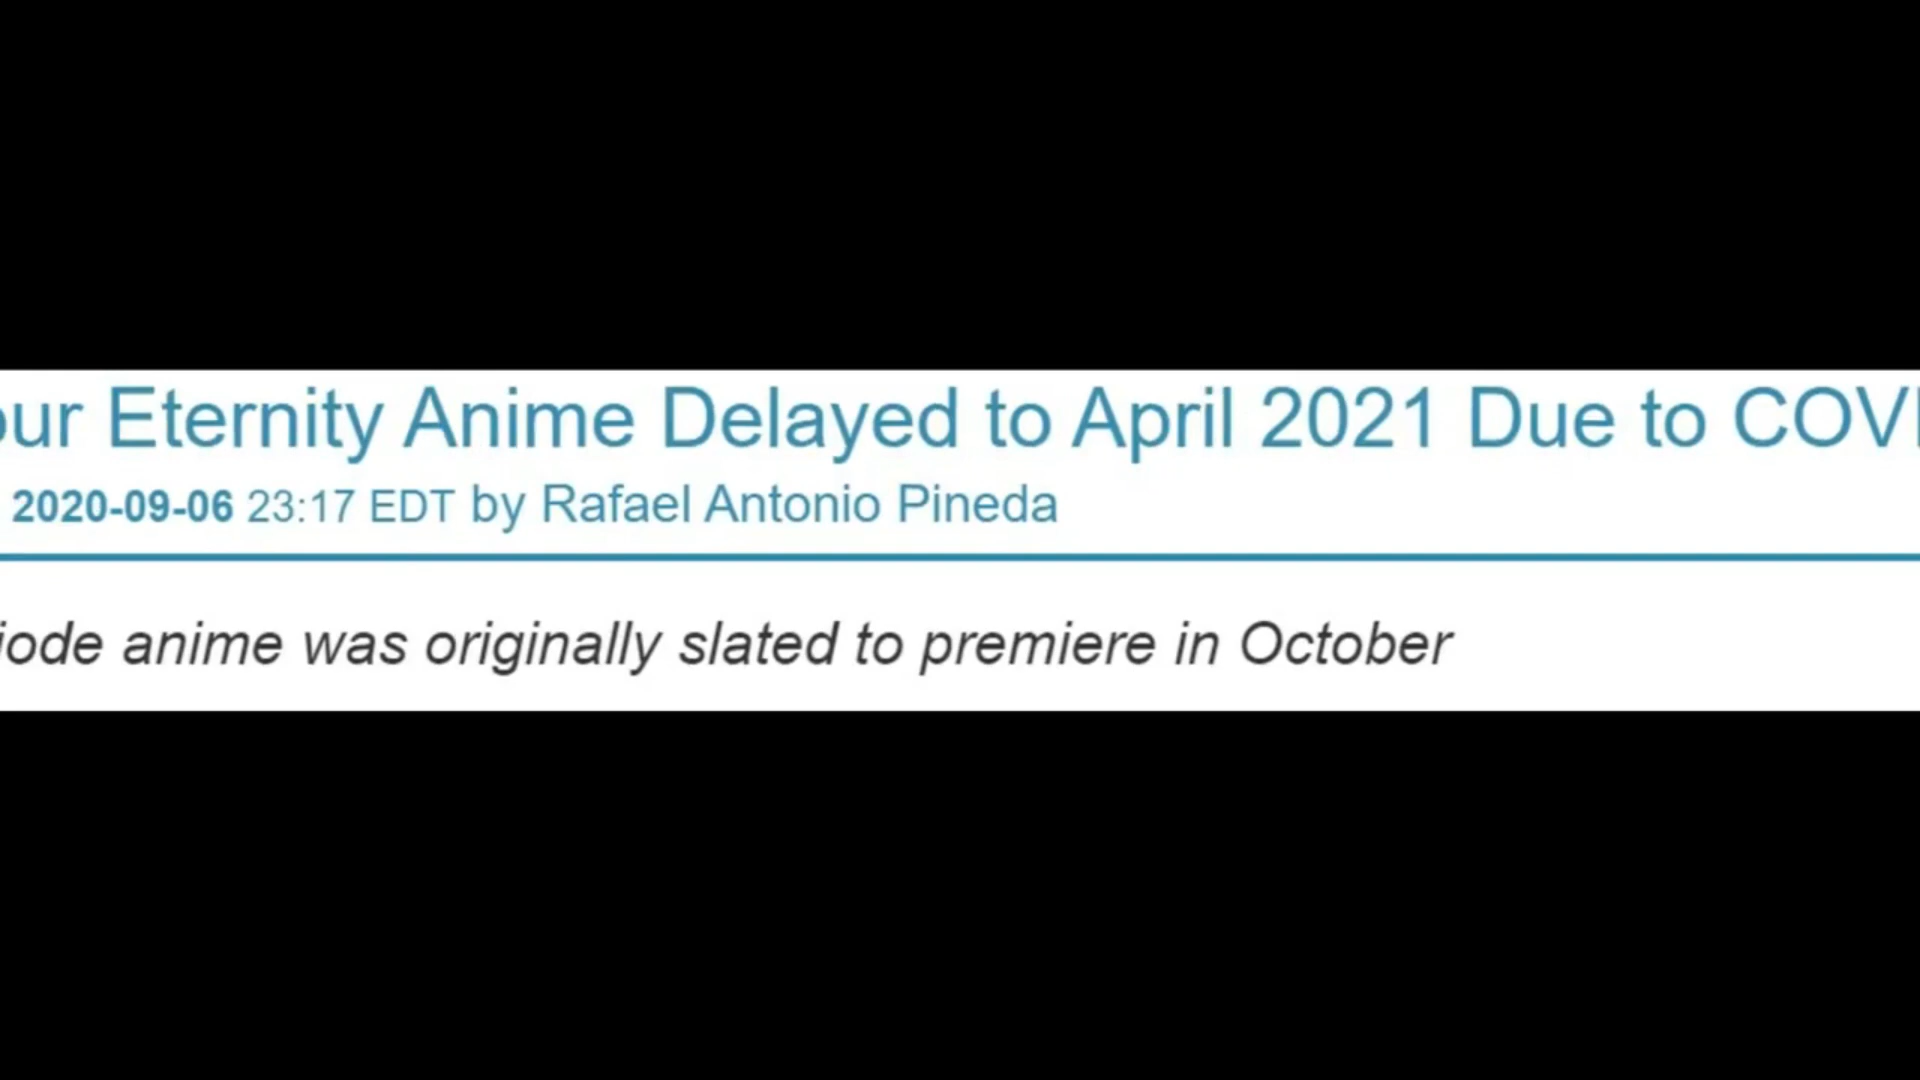 our Eternity Anime Delayed to April 2021 Due to COVI
2020-09-06 23:17 EDT by Rafael Antonio Pineda
iode anime was originally slated to premiere in October